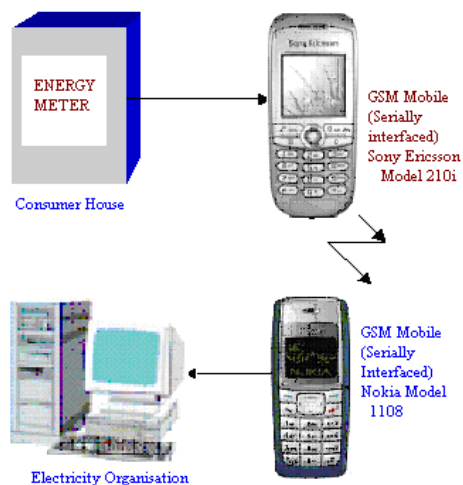 ENERGY
METER
Sony Ericsson
GSM Mobile
(Serially
interfaced)
Sony Ericsson
Model 210i
Consumer House
GSM Mobile
(Serially
Interfaced)
Nokia Model
1108
NOKIA
Electricity Organisation